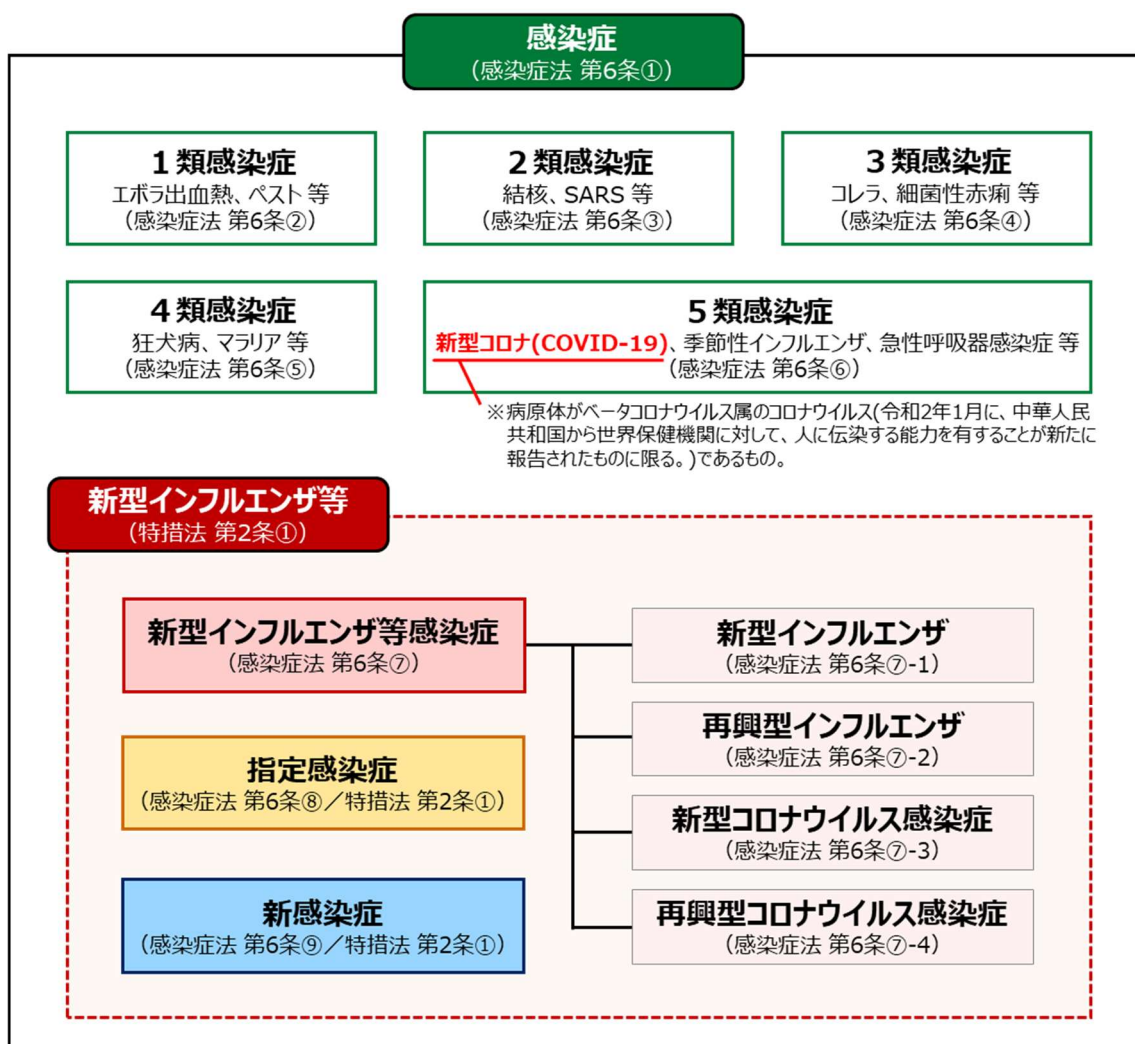 感染症
(感染症法 第6条①)
1類感染症
エボラ出血熱、ペスト 等
(感染症法 第6条②)
2類感染症
結核、SARS 等
(感染症法 第6条③)
3類感染症
コレラ、細菌性赤痢 等
(感染症法 第6条④)
4類感染症
狂犬病、マラリア 等
(感染症法 第6条⑤)
5類感染症
新型コロナ(COVID-19)、季節性インフルエンザ、急性呼吸器感染症 等
(感染症法 第6条⑥)
※病原体がベータコロナウイルス属のコロナウイルス(令和2年1月に、中華人民
共和国から世界保健機関に対して、人に伝染する能力を有することが新たに
報告されたものに限る。)であるもの。
新型インフルエンザ等
(特措法 第2条①)
新型インフルエンザ等感染症
(感染症法 第6条⑦)
指定感染症
(感染症法 第6条⑧／特措法 第2条①)
新感染症
(感染症法 第6条⑨／特措法 第2条①)
新型インフルエンザ
(感染症法 第6条⑦-1)
再興型インフルエンザ
(感染症法 第6条⑦-2)
新型コロナウイルス感染症
(感染症法 第6条⑦-3)
再興型コロナウイルス感染症
(感染症法 第6条⑦-4)